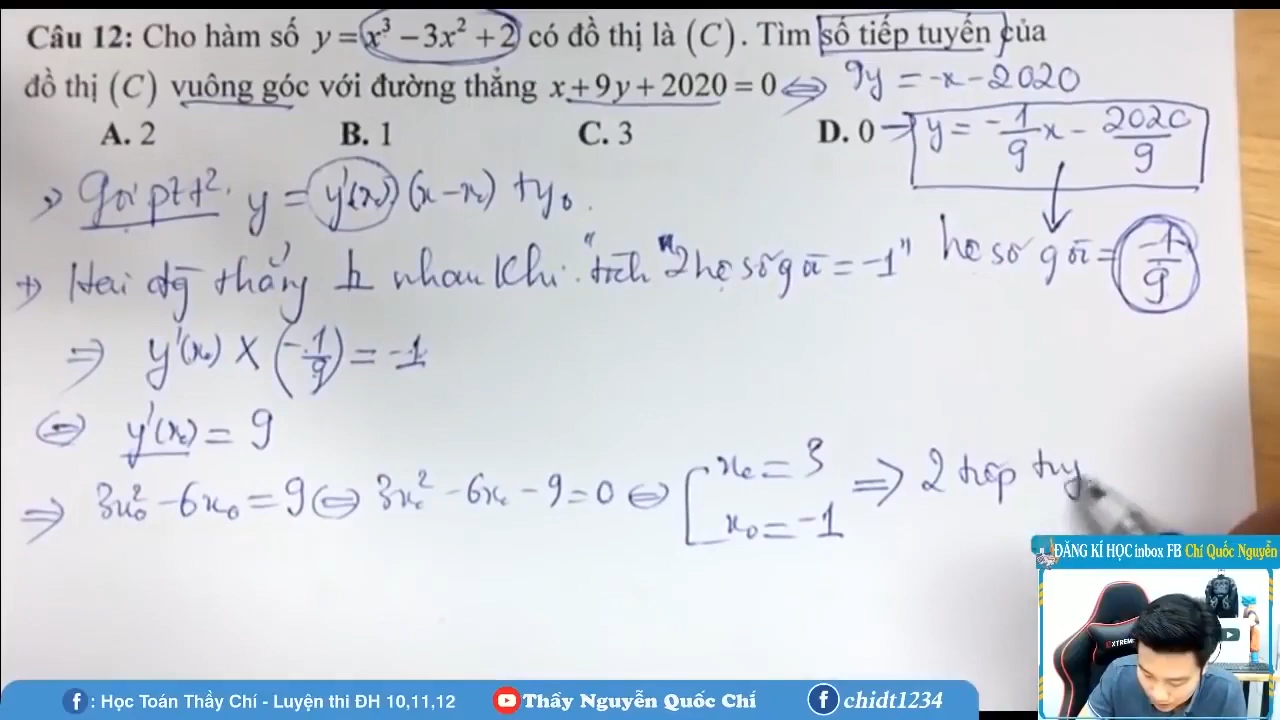 Câu 12: Cho hàm số y = x³ − 3x² + 2 có đồ thị là (C). Tìm số tiếp tuyến của
đồ thị (C) vuông góc với đường thẳng x + 9y + 2020 = 0 ⇔ 9y = -x - 2020
A. 2 B. 1 C. 3 D. 0 → y = -1/9 x - 2020/9
+ Gọi pt t² : y = y'(x₀)(x - x₀) + y₀.
hệ số góc = -1/9
+ Hai đg thẳng ⊥ nhau khi "tích 2 hệ số góc = -1"
⇒ y'(x₀) × (-1/9) = -1
⇔ y'(x₀) = 9
⇒ 3x₀² - 6x₀ = 9 ⇔ 3x₀² - 6x₀ - 9 = 0 ⇔ [ x₀ = 3
x₀ = -1 ⇒ 2 tiếp tuy
ĐĂNG KÍ HỌC inbox FB Chí Quốc Nguyễn
EXTREME
f : Học Toán Thầy Chí - Luyện thi ĐH 10,11,12 Thầy Nguyễn Quốc Chí f chidt1234